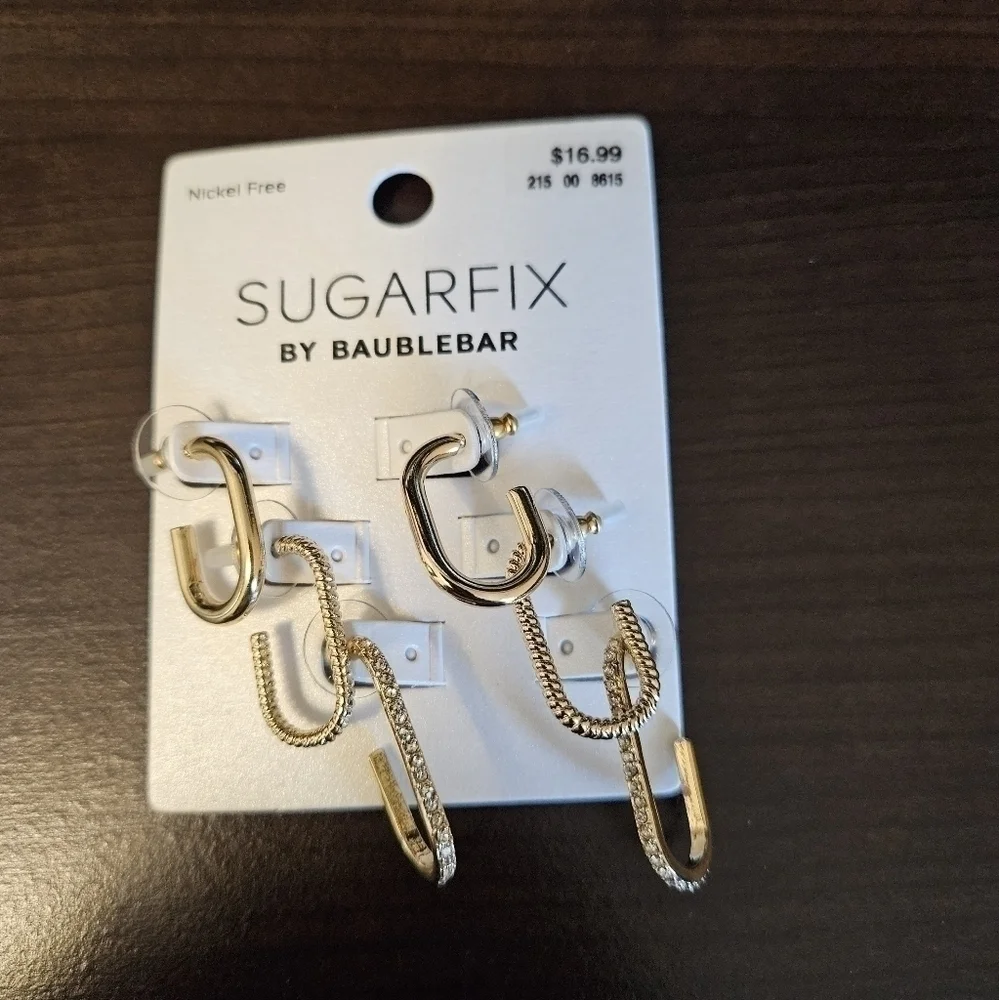 Nickel Free
$16.99
215 00 8615
SUGARFIX
BY BAUBLEBAR